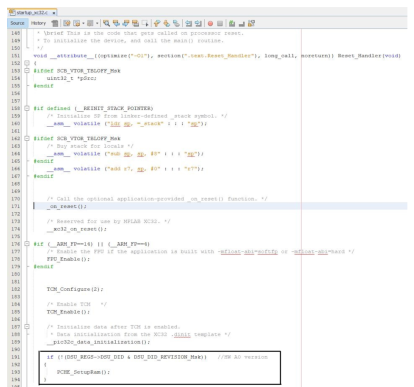 startup_xc32.c
Source History
148 * \brief This is the code that gets called on processor reset.
149 * To initialize the device, and call the main() routine.
150 */
151 void __attribute__((optimize("-O1"), section(".text.Reset_Handler"), long_call, noreturn)) Reset_Handler(void)
152 {
153 #ifdef SCB_VTOR_TBLOFF_Msk
154 uint32_t *pSrc;
155 #endif
156
157
158 #if defined (__REINIT_STACK_POINTER)
159 /* Initialize SP from linker-defined _stack symbol. */
160 __asm__ volatile ("ldr sp, =_stack" : : : "sp");
161
162 #ifdef SCB_VTOR_TBLOFF_Msk
163 /* Buy stack for locals */
164 __asm__ volatile ("sub sp, sp, #8" : : : "sp");
165 #endif
166 __asm__ volatile ("add r7, sp, #0" : : : "r7");
167 #endif
168
169
170 /* Call the optional application-provided _on_reset() function. */
171 _on_reset();
172
173 /* Reserved for use by MPLAB XC32. */
174 __xc32_on_reset();
175
176 #if (__ARM_FP==14) || (__ARM_FP==4)
177 /* Enable the FPU if the application is built with -mfloat-abi=softfp or -mfloat-abi=hard */
178 FPU_Enable();
179 #endif
180
181
182 TCM_Configure(2);
183
184 /* Enable TCM */
185 TCM_Enable();
186
187 /* Initialize data after TCM is enabled.
188 * Data initialization from the XC32 .dinit template */
189 __pic32c_data_initialization();
190
191 if (!(DSU_REGS->DSU_DID & DSU_DID_REVISION_Msk)) //SW A0 version
192 {
193 PCHE_SetupRam();
194 }
195